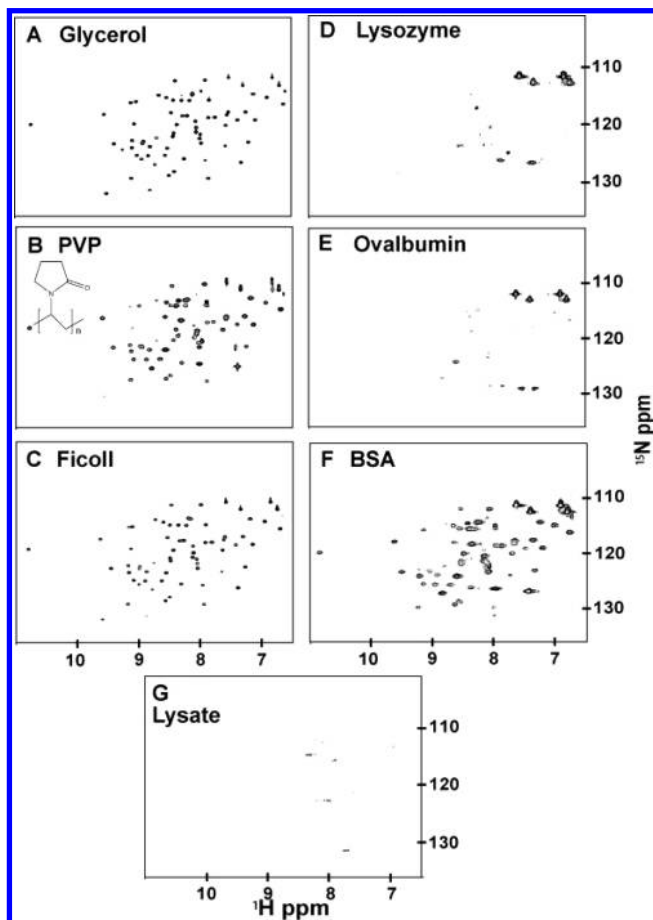 A Glycerol
D Lysozyme
110
120
130
B PVP
O
N
n
E Ovalbumin
110
120
130
15N ppm
C Ficoll
F BSA
110
120
130
10 9 8 7
10 9 8 7
G
Lysate
110
120
130
10 9 8 7
1H ppm